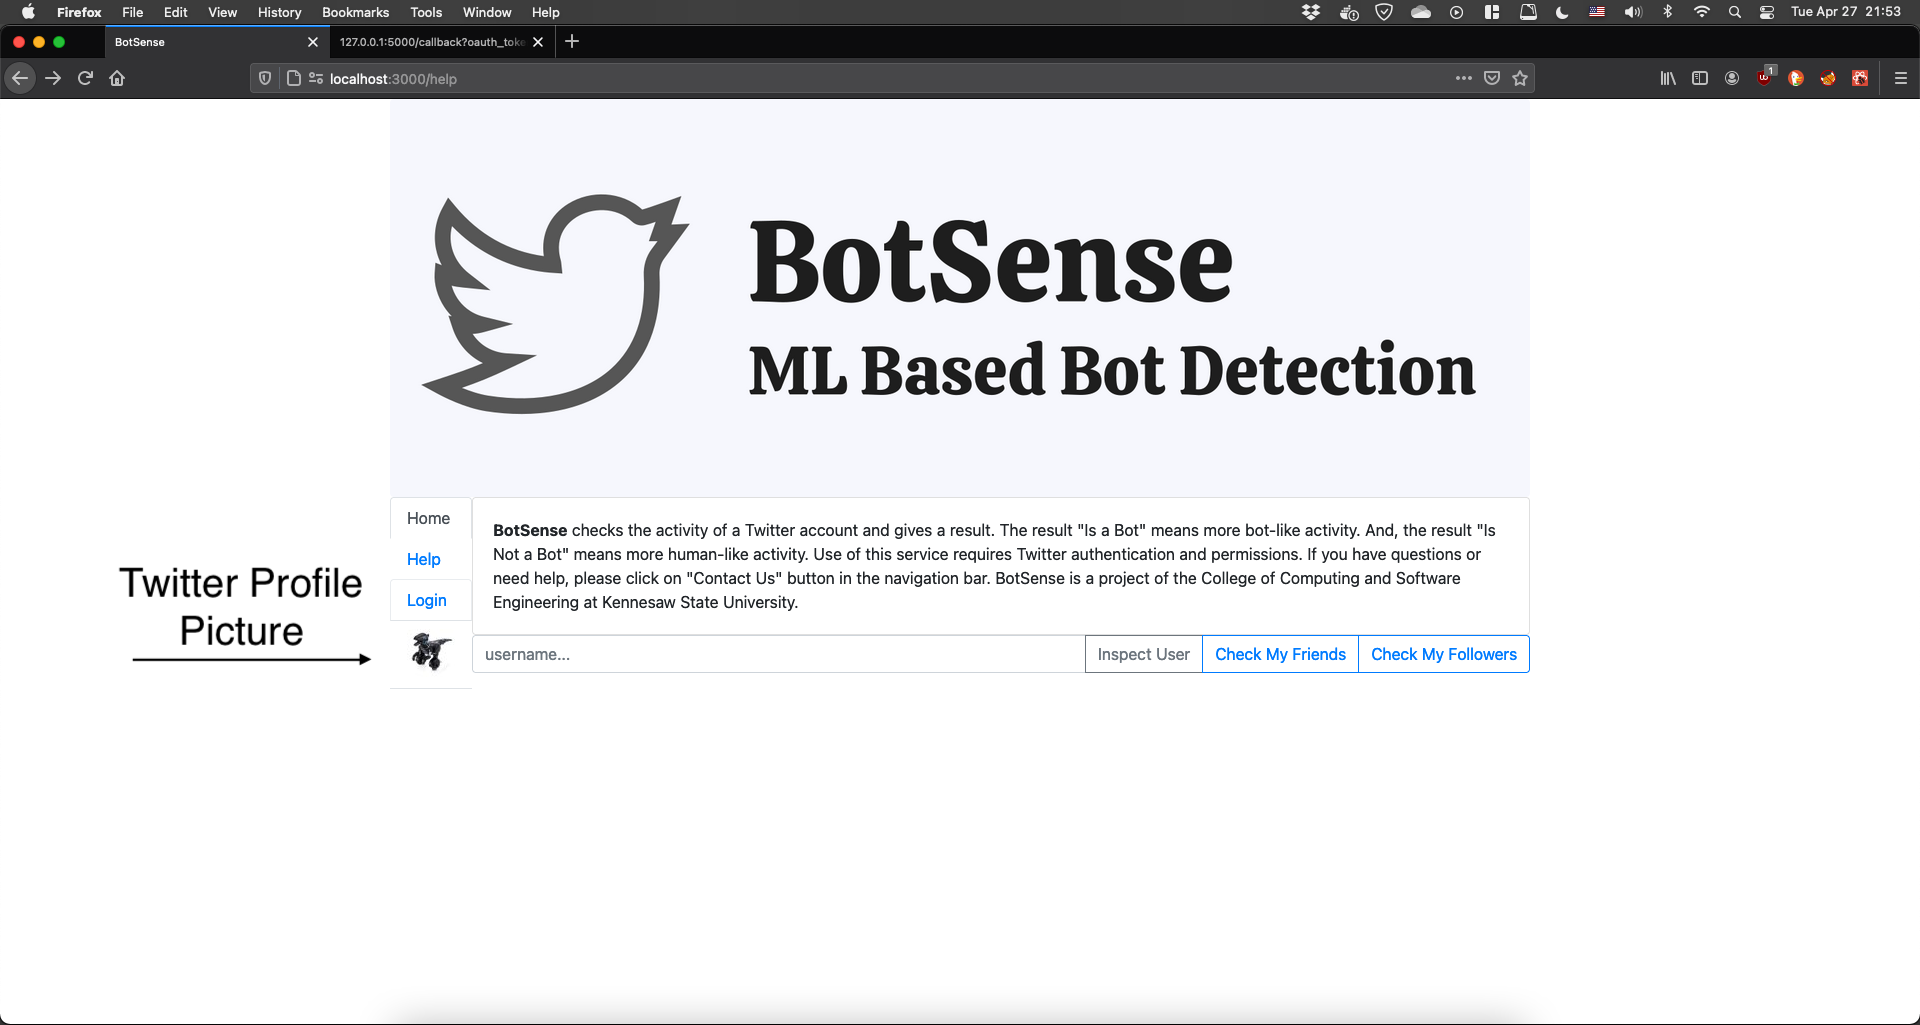 Firefox File Edit View History Bookmarks Tools Window Help Tue Apr 27 21:53
BotSense 127.0.0.1:5000/callback?oauth_toke
localhost:3000/help 1
BotSense
ML Based Bot Detection
Home
Help
Login
BotSense checks the activity of a Twitter account and gives a result. The result "Is a Bot" means more bot-like activity. And, the result "Is
Not a Bot" means more human-like activity. Use of this service requires Twitter authentication and permissions. If you have questions or
need help, please click on "Contact Us" button in the navigation bar. BotSense is a project of the College of Computing and Software
Engineering at Kennesaw State University.
Twitter Profile
Picture
username... Inspect User Check My Friends Check My Followers